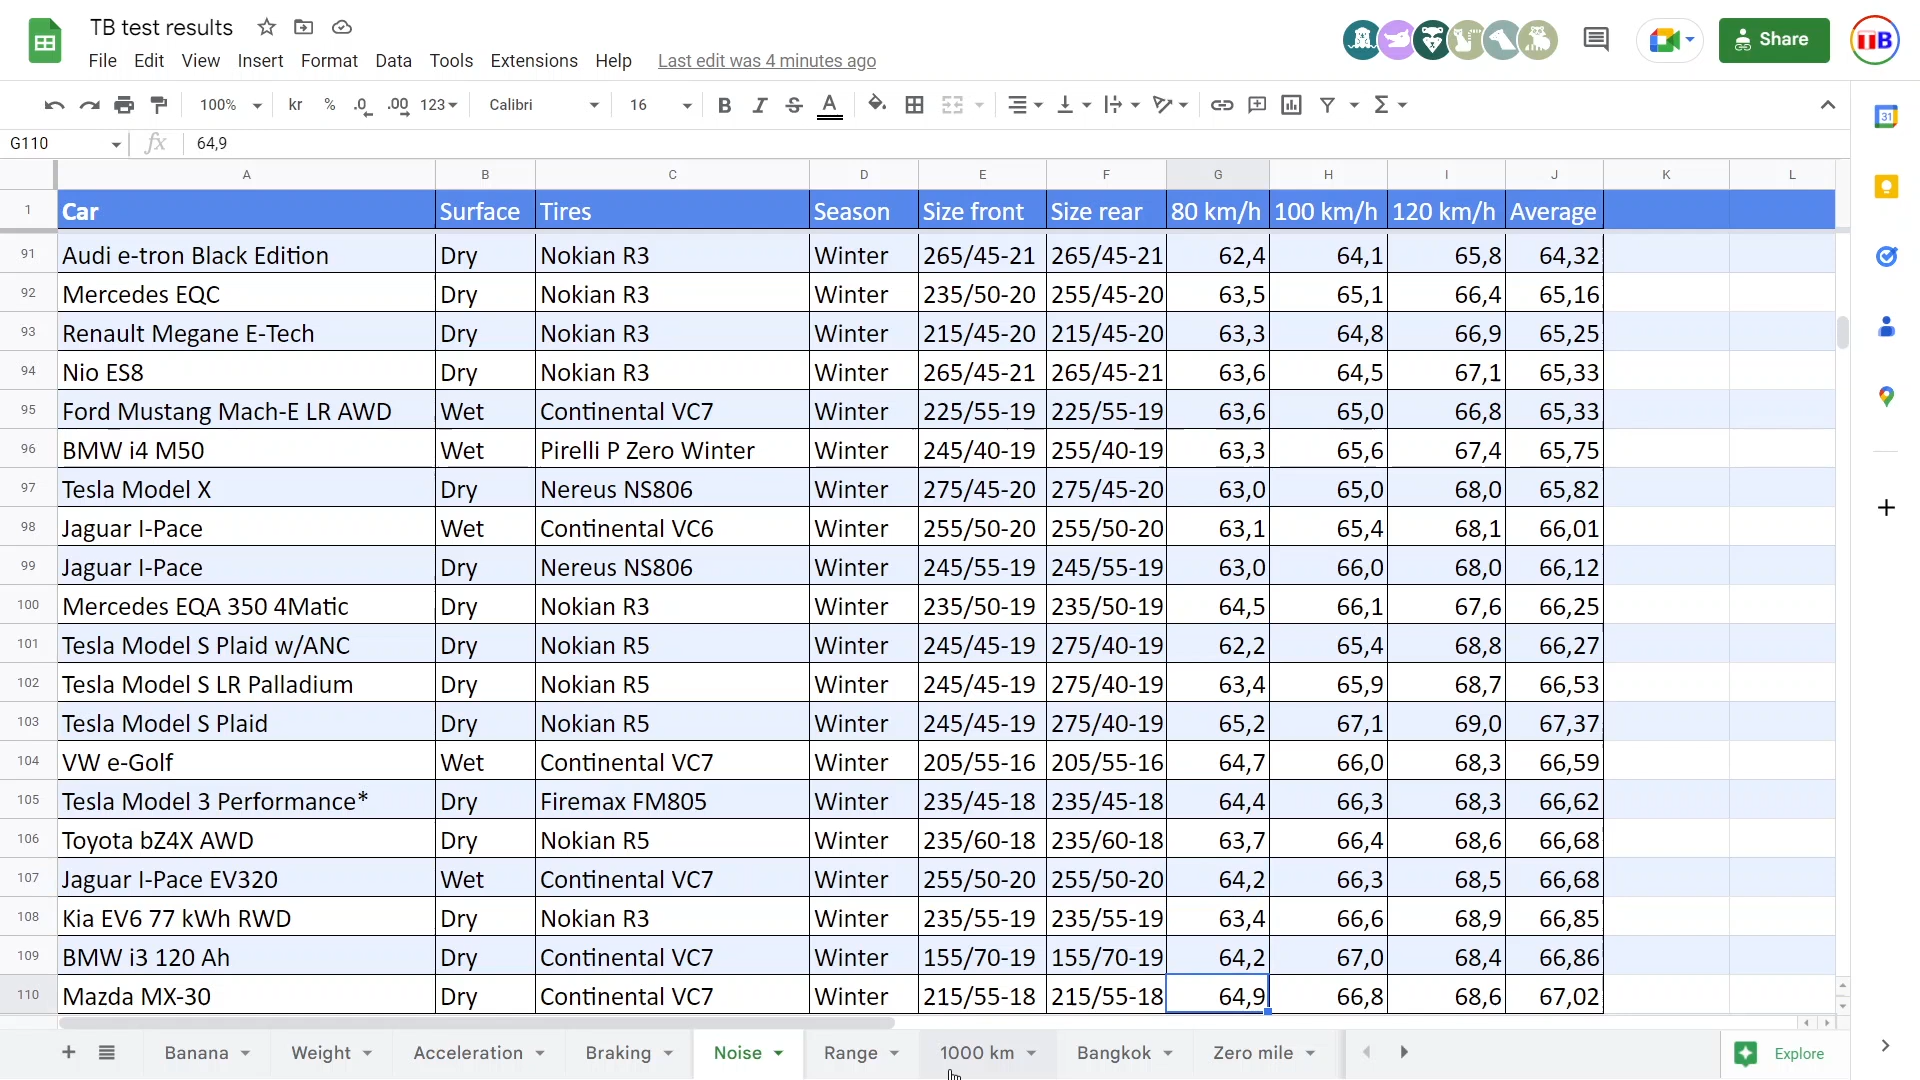 TB test results
File Edit View Insert Format Data Tools Extensions Help Last edit was 4 minutes ago
Share
TB
100% kr % .0 .00 123 Calibri 16 B I S A
G110 fx 64,9
31
A B C D E F G H I J K L
1 Car Surface Tires Season Size front Size rear 80 km/h 100 km/h 120 km/h Average
91 Audi e-tron Black Edition Dry Nokian R3 Winter 265/45-21 265/45-21 62,4 64,1 65,8 64,32
92 Mercedes EQC Dry Nokian R3 Winter 235/50-20 255/45-20 63,5 65,1 66,4 65,16
93 Renault Megane E-Tech Dry Nokian R3 Winter 215/45-20 215/45-20 63,3 64,8 66,9 65,25
94 Nio ES8 Dry Nokian R3 Winter 265/45-21 265/45-21 63,6 64,5 67,1 65,33
95 Ford Mustang Mach-E LR AWD Wet Continental VC7 Winter 225/55-19 225/55-19 63,6 65,0 66,8 65,33
96 BMW i4 M50 Wet Pirelli P Zero Winter Winter 245/40-19 255/40-19 63,3 65,6 67,4 65,75
97 Tesla Model X Dry Nereus NS806 Winter 275/45-20 275/45-20 63,0 65,0 68,0 65,82
98 Jaguar I-Pace Wet Continental VC6 Winter 255/50-20 255/50-20 63,1 65,4 68,1 66,01
99 Jaguar I-Pace Dry Nereus NS806 Winter 245/55-19 245/55-19 63,0 66,0 68,0 66,12
100 Mercedes EQA 350 4Matic Dry Nokian R3 Winter 235/50-19 235/50-19 64,5 66,1 67,6 66,25
101 Tesla Model S Plaid w/ANC Dry Nokian R5 Winter 245/45-19 275/40-19 62,2 65,4 68,8 66,27
102 Tesla Model S LR Palladium Dry Nokian R5 Winter 245/45-19 275/40-19 63,4 65,9 68,7 66,53
103 Tesla Model S Plaid Dry Nokian R5 Winter 245/45-19 275/40-19 65,2 67,1 69,0 67,37
104 VW e-Golf Wet Continental VC7 Winter 205/55-16 205/55-16 64,7 66,0 68,3 66,59
105 Tesla Model 3 Performance* Dry Firemax FM805 Winter 235/45-18 235/45-18 64,4 66,3 68,3 66,62
106 Toyota bZ4X AWD Dry Nokian R5 Winter 235/60-18 235/60-18 63,7 66,4 68,6 66,68
107 Jaguar I-Pace EV320 Wet Continental VC7 Winter 255/50-20 255/50-20 64,2 66,3 68,5 66,68
108 Kia EV6 77 kWh RWD Dry Nokian R3 Winter 235/55-19 235/55-19 63,4 66,6 68,9 66,85
109 BMW i3 120 Ah Dry Continental VC7 Winter 155/70-19 155/70-19 64,2 67,0 68,4 66,86
110 Mazda MX-30 Dry Continental VC7 Winter 215/55-18 215/55-18 64,9 66,8 68,6 67,02
Banana Weight Acceleration Braking Noise Range 1000 km Bangkok Zero mile Explore